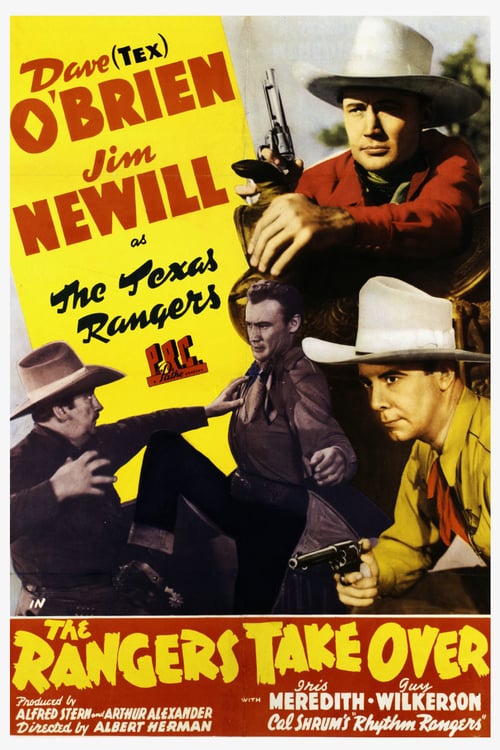 Dave (TEX)
O'BRIEN
Jim
NEWILL
as
The Texas
Rangers
P.R.C.
Pathe
IN
THE
RANGERS TAKE OVER
Produced by
ALFRED STERN and ARTHUR ALEXANDER
Directed by ALBERT HERMAN
WITH
Iris Guy
MEREDITH · WILKERSON
Cal SHRUM'S "Rhythm Rangers"